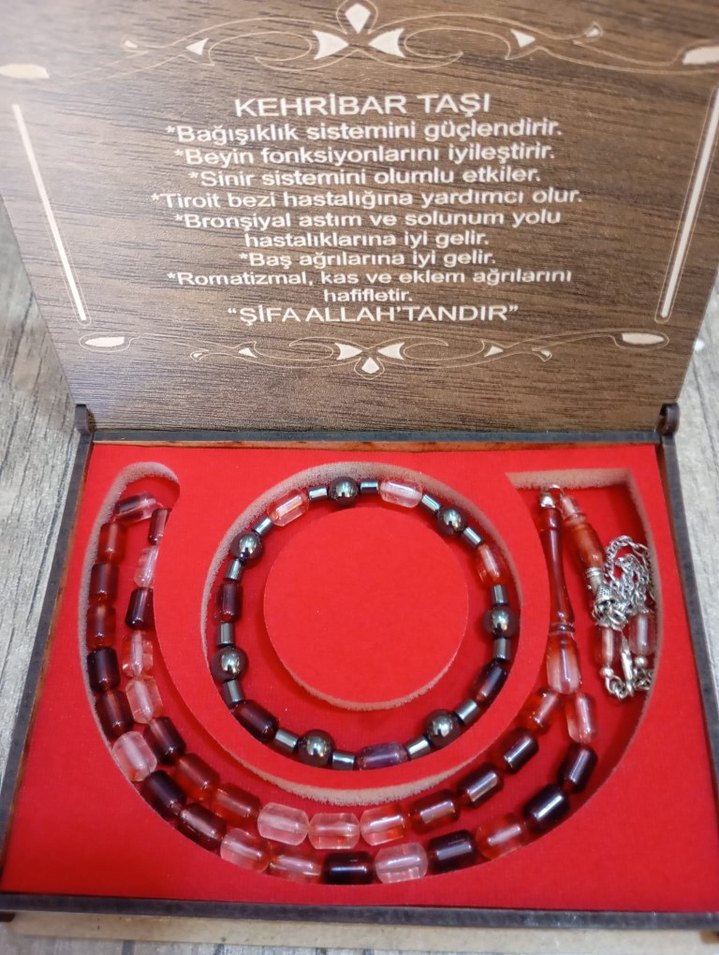 KEHRİBAR TAŞI
*Bağışıklık sistemini güçlendirir.
*Beyin fonksiyonlarını iyileştirir.
*Sinir sistemini olumlu etkiler.
*Tiroit bezi hastalığına yardımcı olur.
*Bronşiyal astım ve solunum yolu
hastalıklarına iyi gelir.
*Baş ağrılarına iyi gelir.
*Romatizmal, kas ve eklem ağrılarını
hafifletir.
“ŞİFA ALLAH’TANDIR”